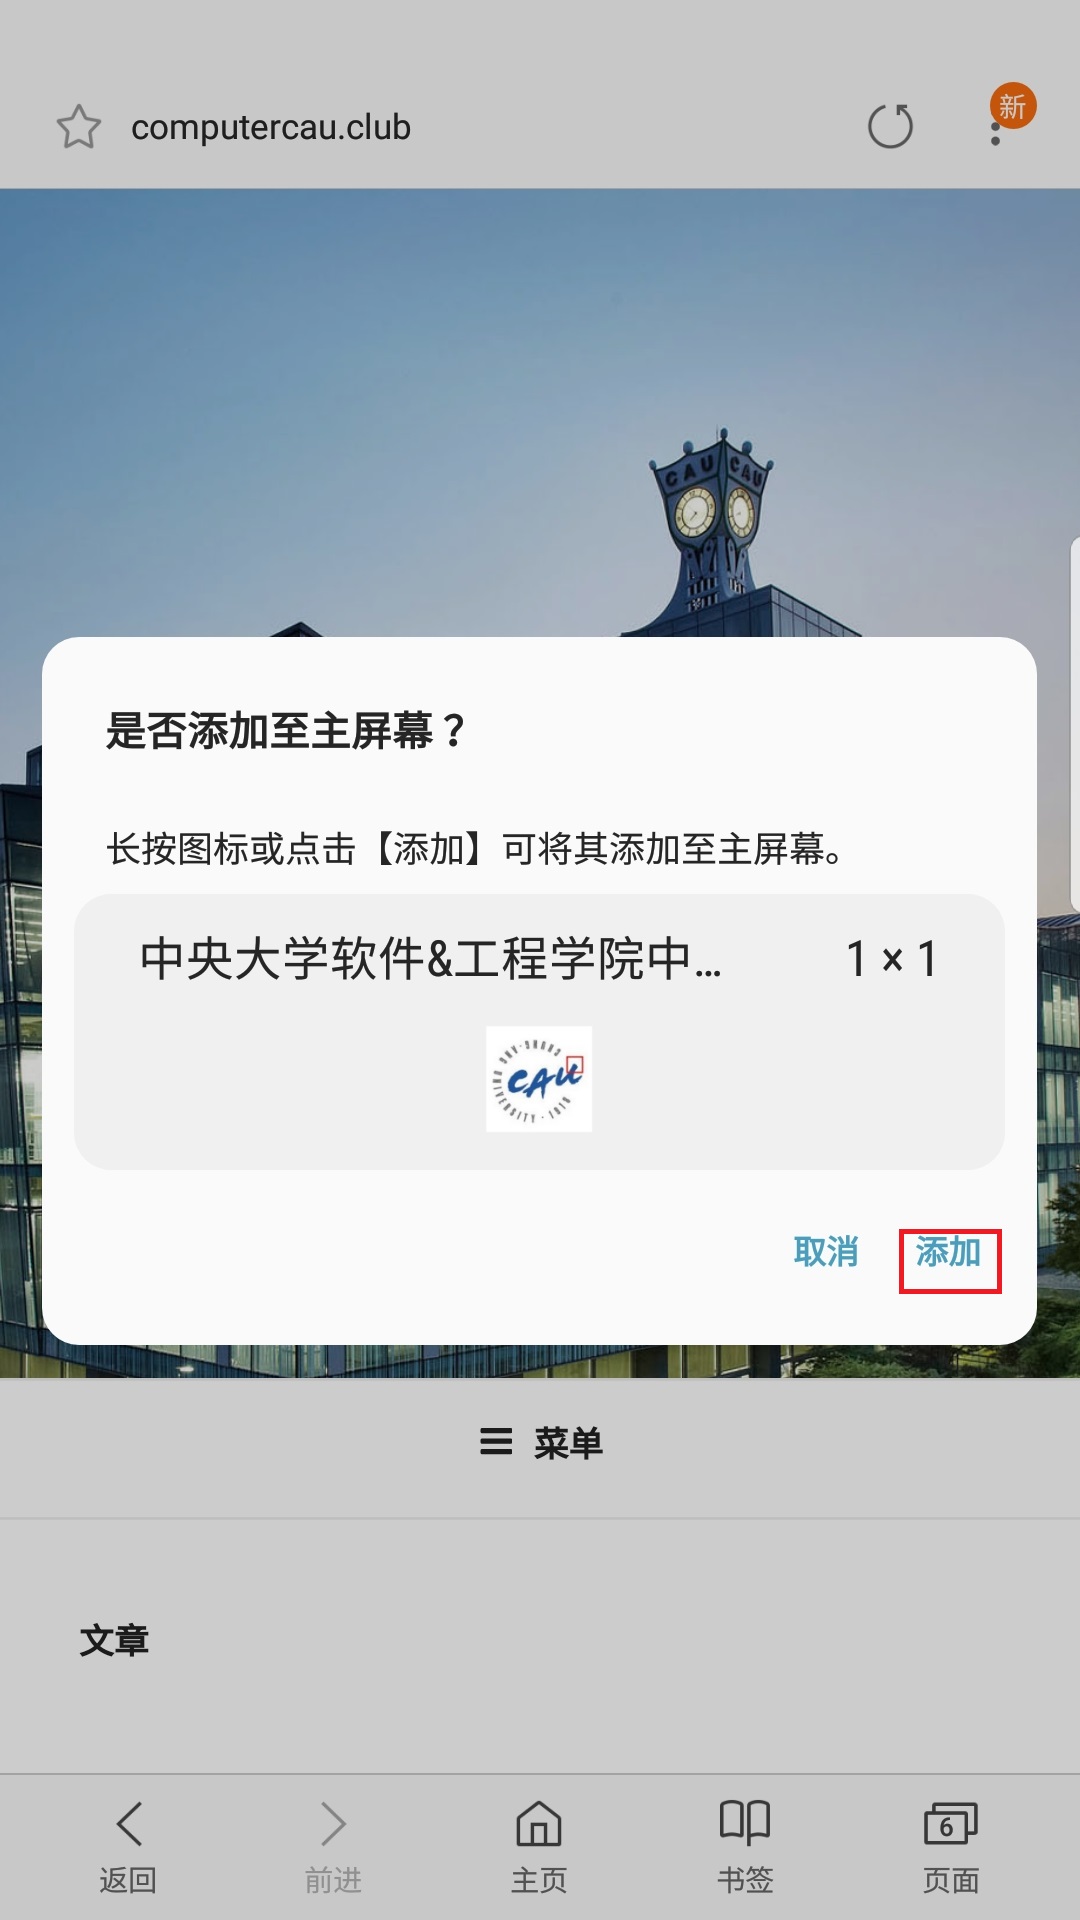 computercau.club
新
CAU CAU
是否添加至主屏幕？
长按图标或点击【添加】可将其添加至主屏幕。
中央大学软件&工程学院中...
1 × 1
CAU
取消
添加
菜单
文章
返回
前进
主页
书签
6
页面